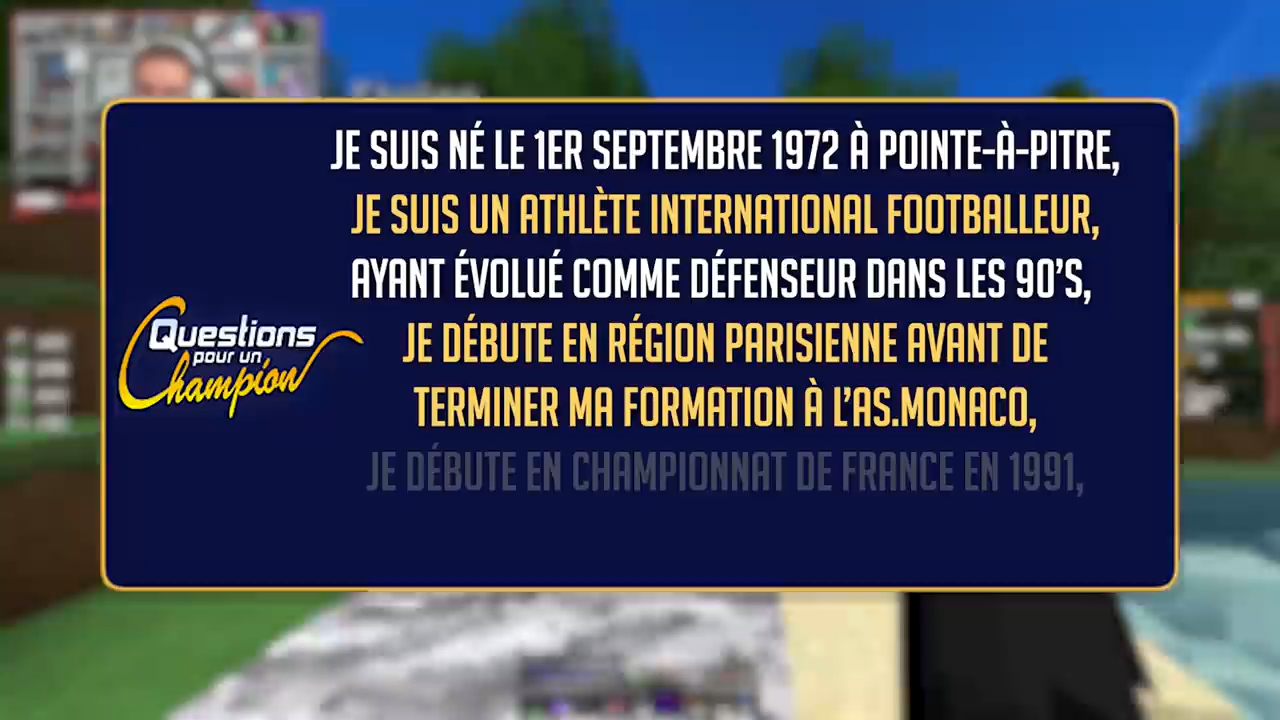 JE SUIS NÉ LE 1ER SEPTEMBRE 1972 À POINTE-À-PITRE,
JE SUIS UN ATHLÈTE INTERNATIONAL FOOTBALLEUR,
AYANT ÉVOLUÉ COMME DÉFENSEUR DANS LES 90'S,
JE DÉBUTE EN RÉGION PARISIENNE AVANT DE
TERMINER MA FORMATION À L'AS.MONACO,
JE DÉBUTE EN CHAMPIONNAT DE FRANCE EN 1991,
Questions
pour un
Champion